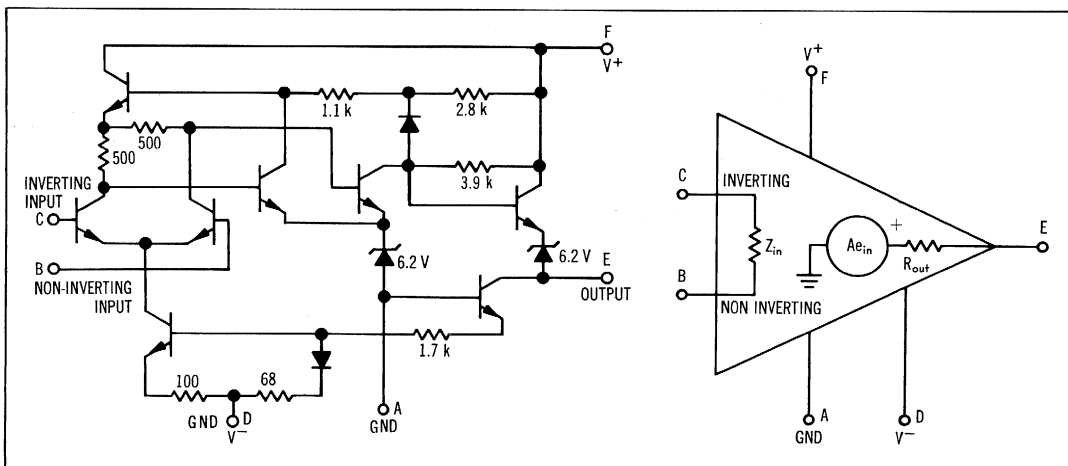 F
V+
1.1 k
2.8 k
500
500
3.9 k
INVERTING
INPUT
C
6.2 V
6.2 V
E
OUTPUT
B
NON-INVERTING
INPUT
1.7 k
100
68
GND
D
V−
A
GND
V+
F
C
INVERTING
Zin
Aein
+
Rout
E
B
NON INVERTING
A
GND
D
V−